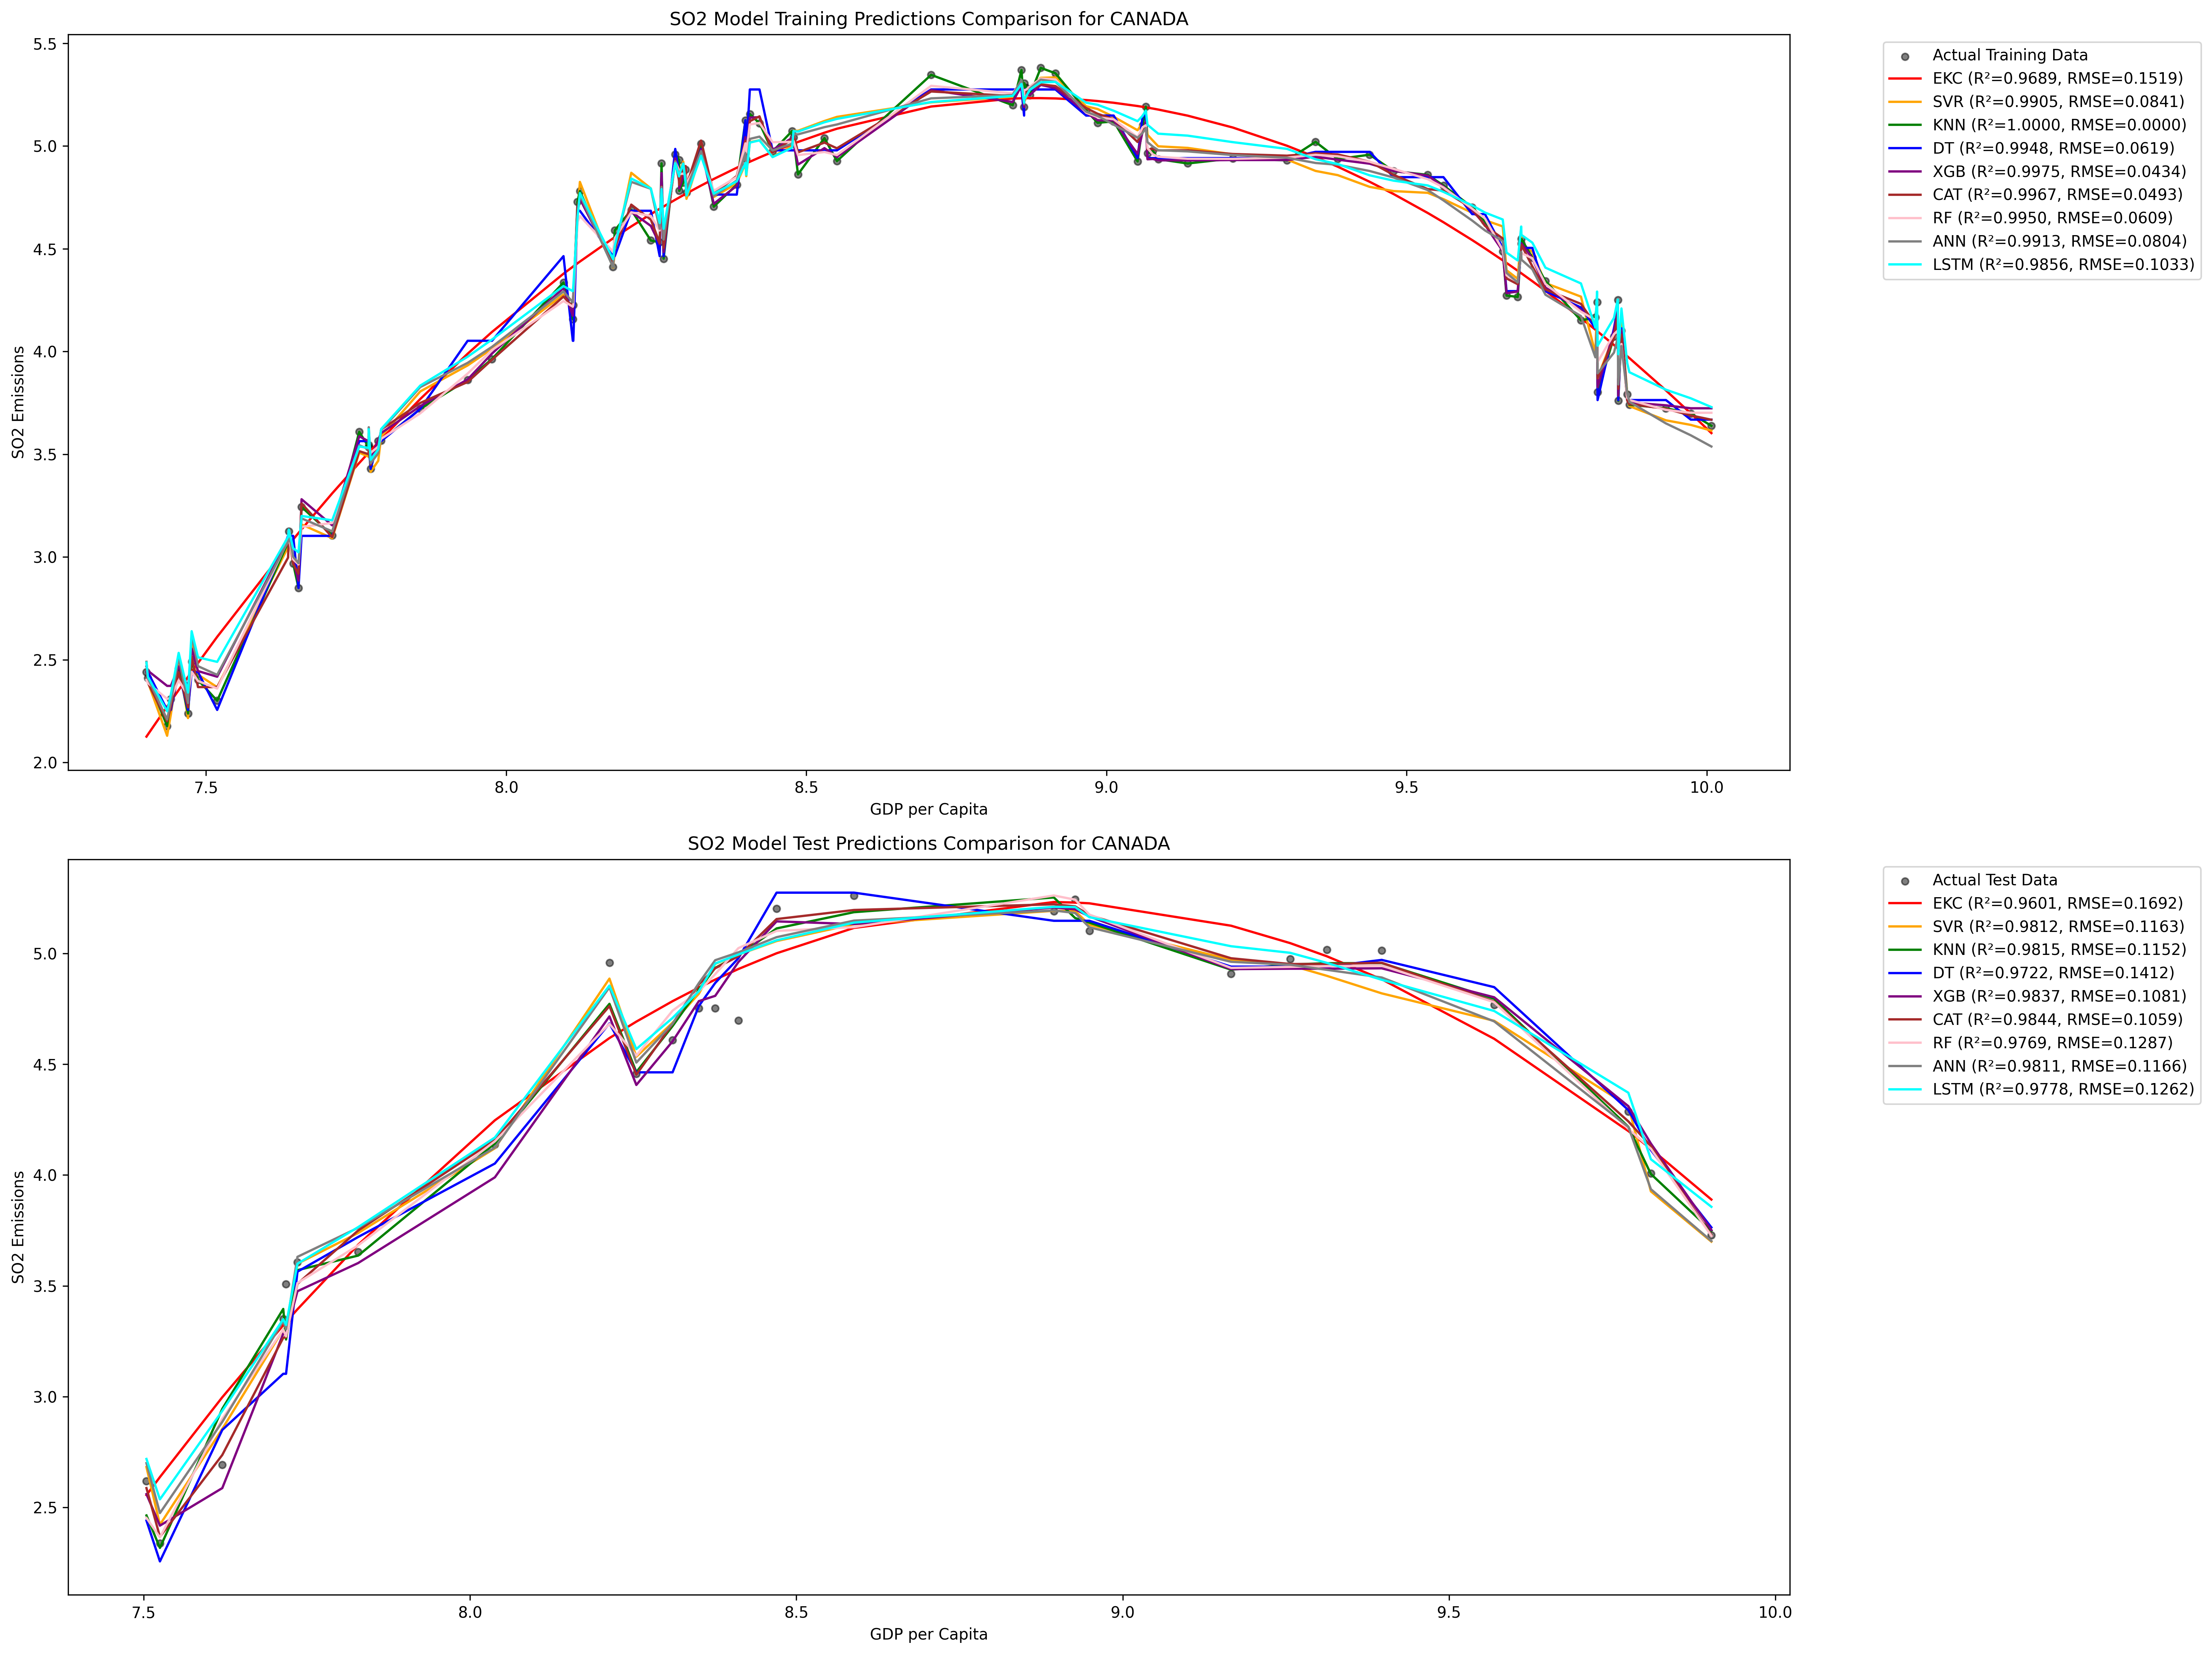 SO2 Model Training Predictions Comparison for CANADA
5.5
5.0
4.5
4.0
3.5
3.0
2.5
2.0
SO2 Emissions
7.5 8.0 8.5 9.0 9.5 10.0
GDP per Capita
Actual Training Data
EKC (R²=0.9689, RMSE=0.1519)
SVR (R²=0.9905, RMSE=0.0841)
KNN (R²=1.0000, RMSE=0.0000)
DT (R²=0.9948, RMSE=0.0619)
XGB (R²=0.9975, RMSE=0.0434)
CAT (R²=0.9967, RMSE=0.0493)
RF (R²=0.9950, RMSE=0.0609)
ANN (R²=0.9913, RMSE=0.0804)
LSTM (R²=0.9856, RMSE=0.1033)
SO2 Model Test Predictions Comparison for CANADA
5.0
4.5
4.0
3.5
3.0
2.5
SO2 Emissions
7.5 8.0 8.5 9.0 9.5 10.0
GDP per Capita
Actual Test Data
EKC (R²=0.9601, RMSE=0.1692)
SVR (R²=0.9812, RMSE=0.1163)
KNN (R²=0.9815, RMSE=0.1152)
DT (R²=0.9722, RMSE=0.1412)
XGB (R²=0.9837, RMSE=0.1081)
CAT (R²=0.9844, RMSE=0.1059)
RF (R²=0.9769, RMSE=0.1287)
ANN (R²=0.9811, RMSE=0.1166)
LSTM (R²=0.9778, RMSE=0.1262)